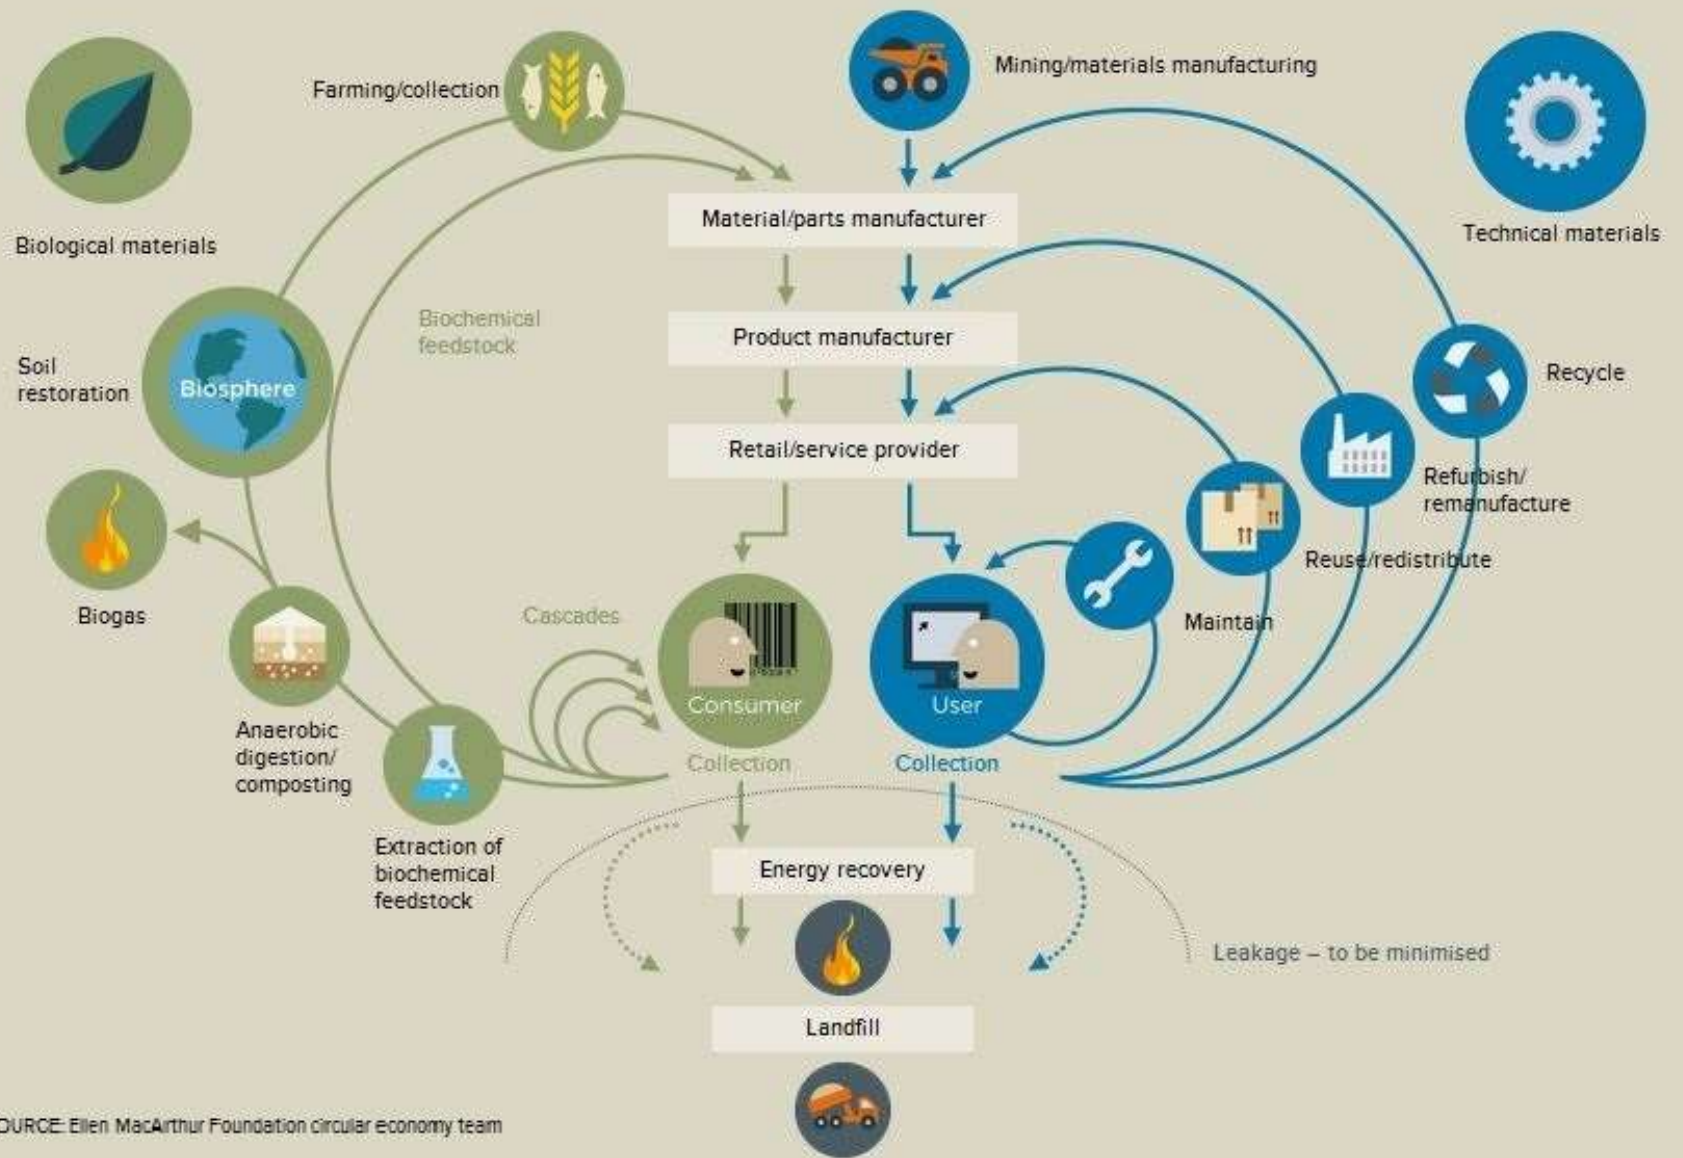 Farming/collection
Mining/materials manufacturing
Biological materials
Technical materials
Material/parts manufacturer
Biochemical
feedstock
Product manufacturer
Soil
restoration
Biosphere
Recycle
Retail/service provider
Refurbish/
remanufacture
Reuse/redistribute
Biogas
Cascades
Maintain
Consumer
User
Anaerobic
digestion/
composting
Collection
Collection
Extraction of
biochemical
feedstock
Energy recovery
Leakage – to be minimised
Landfill
OURCE: Ellen MacArthur Foundation circular economy team